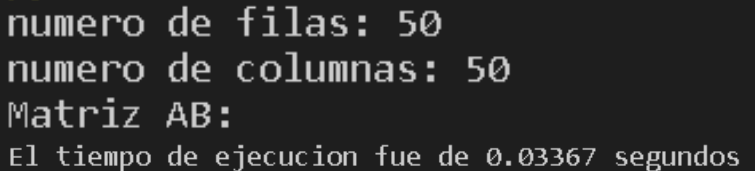 numero de filas: 50
numero de columnas: 50
Matriz AB:
El tiempo de ejecucion fue de 0.03367 segundos